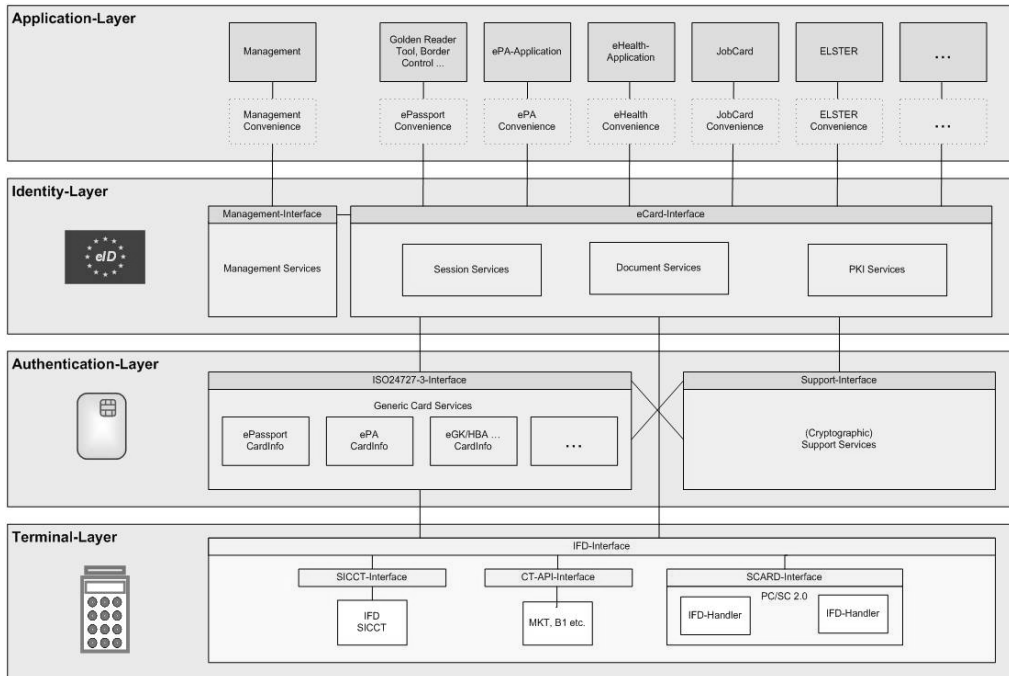 Application-Layer
Management
Golden Reader
Tool, Border
Control ...
ePA-Application
eHealth-
Application
JobCard
ELSTER
...
Management
Convenience
ePassport
Convenience
ePA
Convenience
eHealth
Convenience
JobCard
Convenience
ELSTER
Convenience
...
Identity-Layer
eID
Management-Interface
eCard-Interface
Management Services
Session Services
Document Services
PKI Services
Authentication-Layer
ISO24727-3-Interface
Support-Interface
Generic Card Services
ePassport
CardInfo
ePA
CardInfo
eGK/HBA ...
CardInfo
...
(Cryptographic)
Support Services
Terminal-Layer
IFD-Interface
SICCT-Interface
CT-API-Interface
SCARD-Interface
PC/SC 2.0
IFD
SICCT
MKT, B1 etc.
IFD-Handler
IFD-Handler